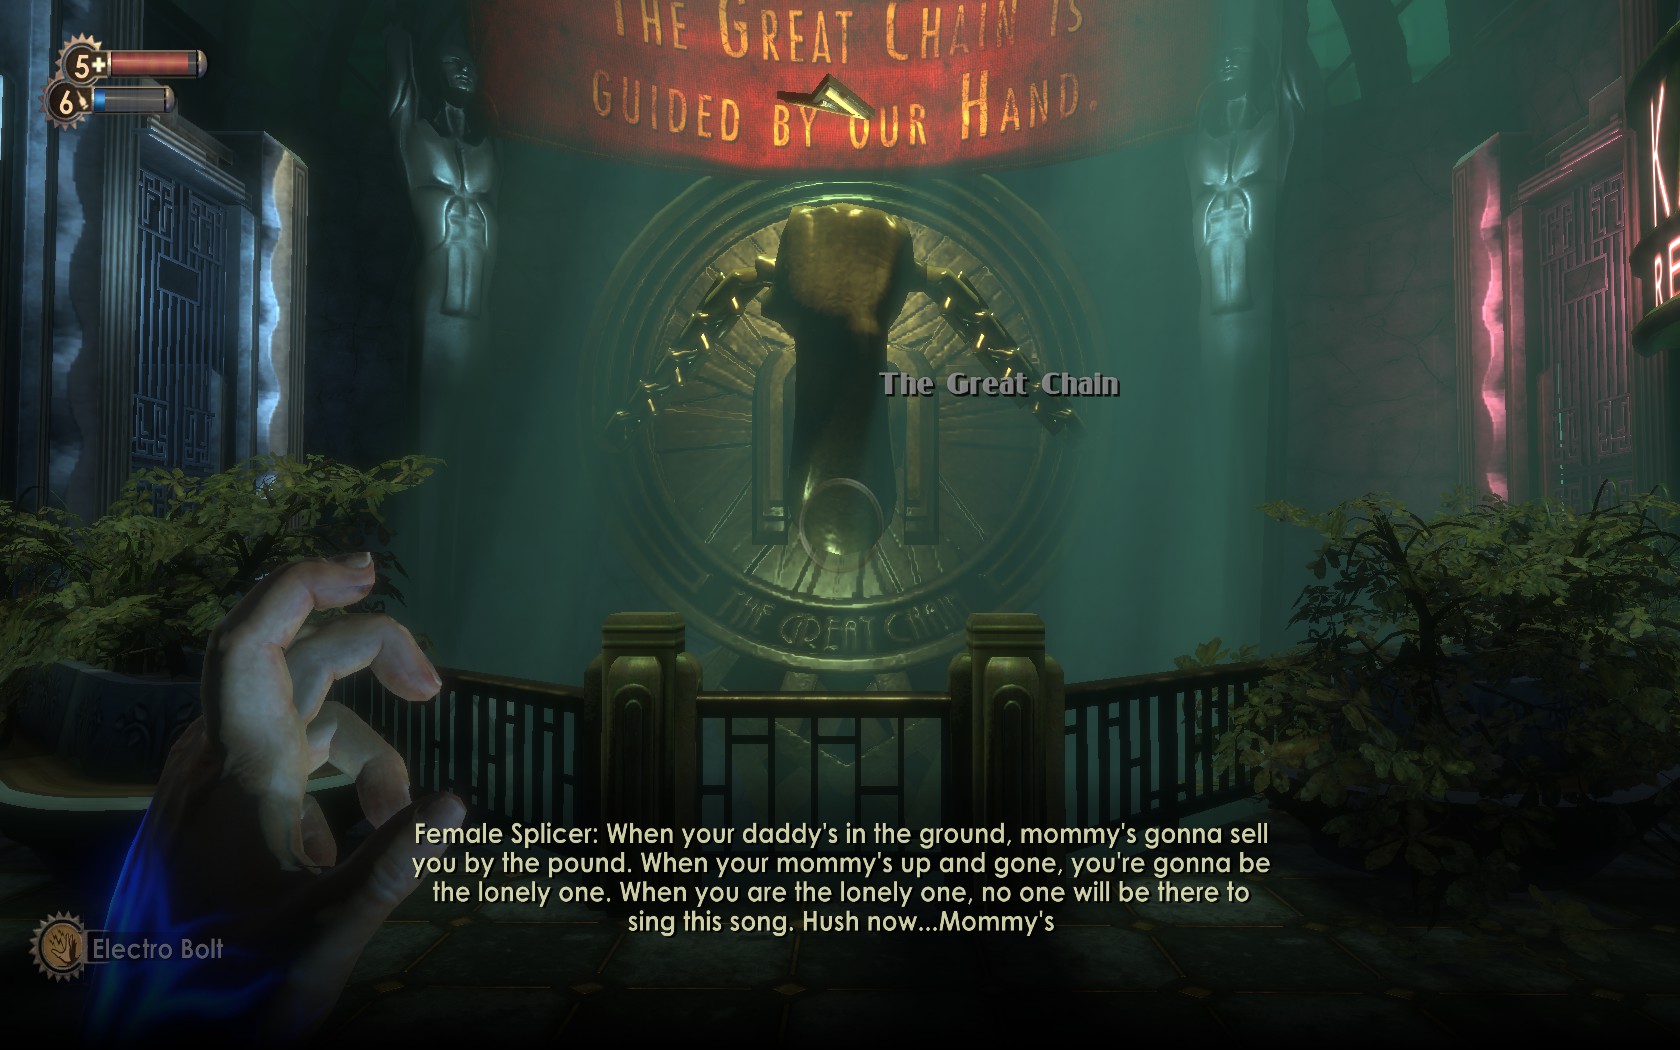 THE GREAT CHAIN IS
GUIDED BY OUR HAND.
5+
6
K
RE
The Great Chain
THE GREAT CHAIN
Female Splicer: When your daddy's in the ground, mommy's gonna sell
you by the pound. When your mommy's up and gone, you're gonna be
the lonely one. When you are the lonely one, no one will be there to
sing this song. Hush now...Mommy's
Electro Bolt